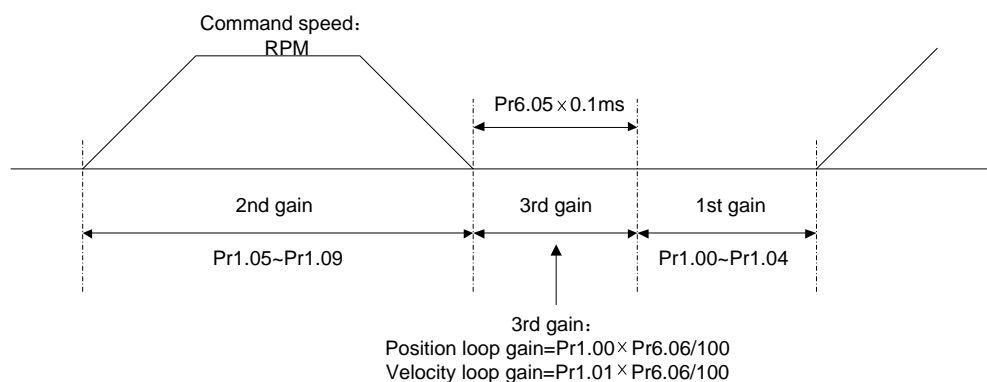 Command speed：
RPM
Pr6.05×0.1ms
2nd gain
3rd gain
1st gain
Pr1.05~Pr1.09
Pr1.00~Pr1.04
3rd gain：
Position loop gain=Pr1.00×Pr6.06/100
Velocity loop gain=Pr1.01×Pr6.06/100